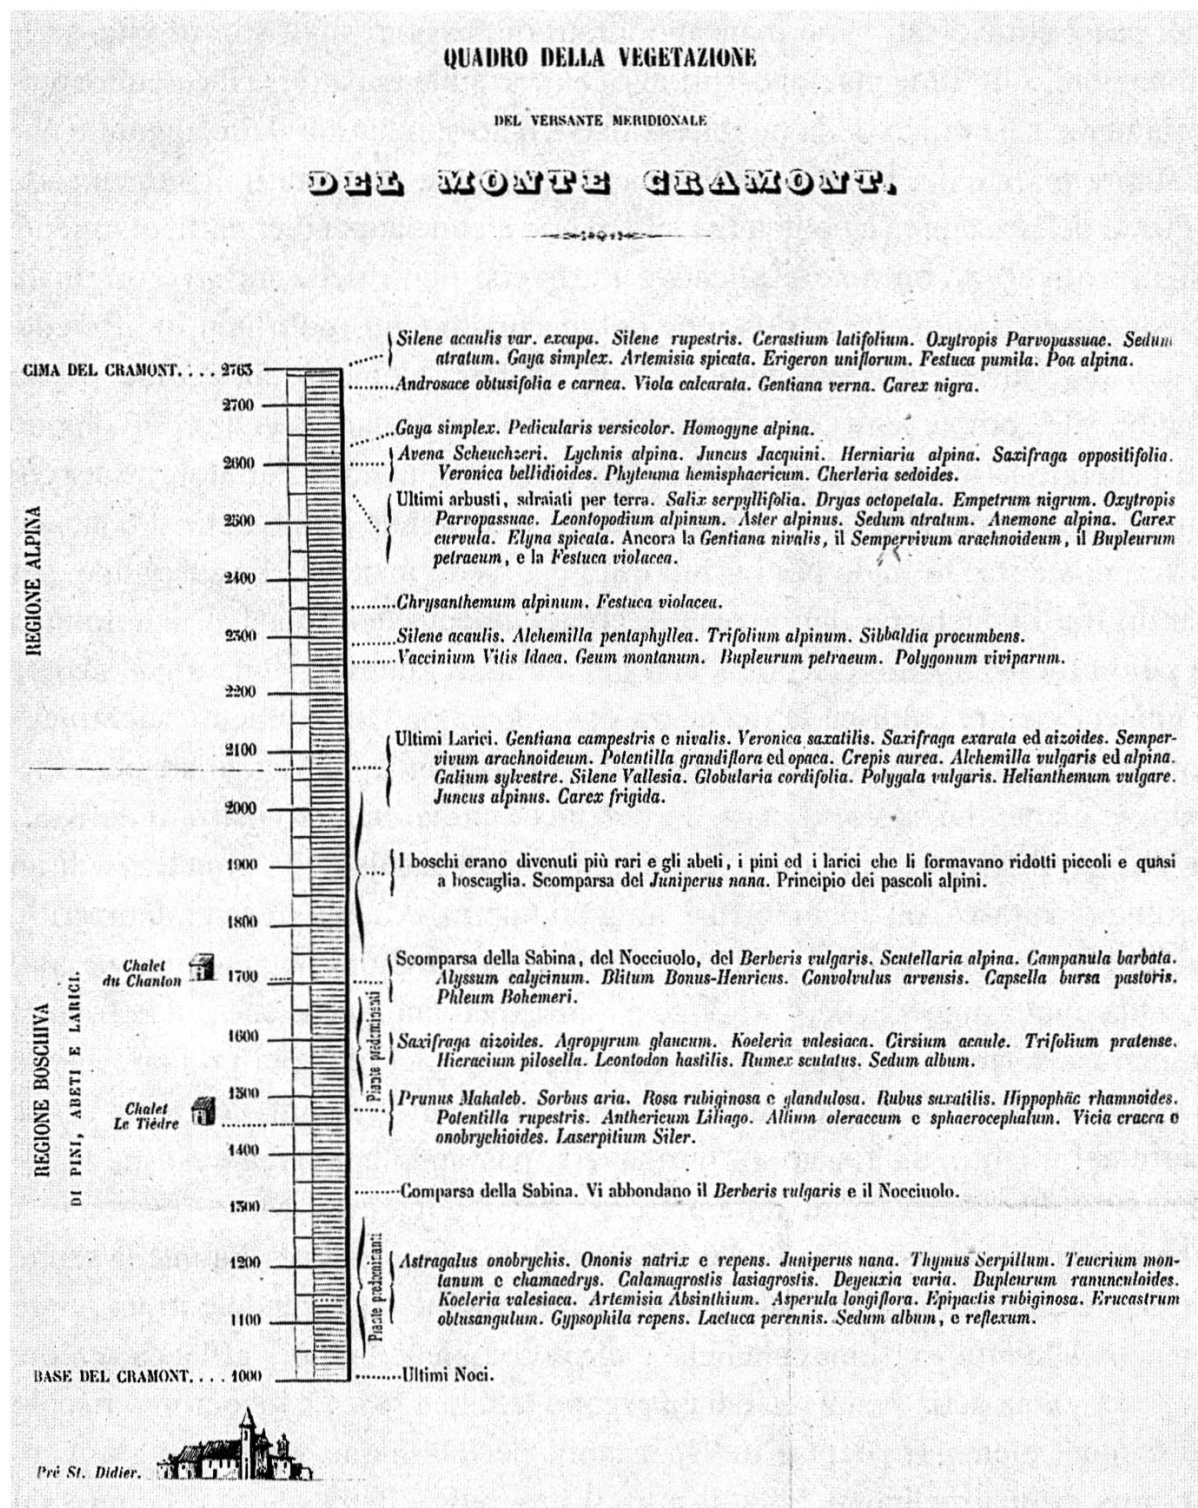 QUADRO DELLA VEGETAZIONE
DEL VERSANTE MERIDIONALE
DEL MONTE CRAMONT.
Silene acaulis var. excapa. Silene rupestris. Cerastium latifolium. Oxytropis Parvopassuac. Sedum
atratum. Gaya simplex. Artemisia spicata. Erigeron uniflorum. Festuca pumila. Poa alpina.
CIMA DEL CRAMONT. . . . 2763
Androsace obtusifolia e carnea. Viola calcarata. Gentiana verna. Carex nigra.
2700
Gaya simplex. Pedicularis versicolor. Homogyne alpina.
Avena Scheuchzeri. Lychnis alpina. Juncus Jacquini. Herniaria alpina. Saxifraga oppositifolia.
2600
Veronica bellidioides. Phyteuma hemisphaericum. Cherleria sedoides.
Ultimi arbusti, sdraiati per terra. Salix serpyllifolia. Dryas octopetala. Empetrum nigrum. Oxytropis
2500
Parvopassuac. Leontopodium alpinum. Aster alpinus. Sedum atratum. Anemone alpina. Carex
curvula. Elyna spicata. Ancora la Gentiana nivalis, il Sempervivum arachnoideum, il Bupleurum
petraeum, e la Festuca violacea.
REGIONE ALPINA
2400
Chrysanthemum alpinum. Festuca violacea.
2300
Silene acaulis. Alchemilla pentaphyllea. Trifolium alpinum. Sibbaldia procumbens.
Vaccinium Vitis Idaea. Geum montanum. Bupleurum petraeum. Polygonum viviparum.
2200
Ultimi Larici. Gentiana campestris e nivalis. Veronica saxatilis. Saxifraga exarata ed aizoides. Semper-
2100
vivum arachnoideum. Potentilla grandiflora ed opaca. Crepis aurea. Alchemilla vulgaris ed alpina.
Galium sylvestre. Silene Vallesia. Globularia cordifolia. Polygala vulgaris. Helianthemum vulgare.
Juncus alpinus. Carex frigida.
2000
1900
I boschi erano divenuti più rari e gli abeti, i pini ed i larici che li formavano ridotti piccoli e quasi
a boscaglia. Scomparsa del Juniperus nana. Principio dei pascoli alpini.
1800
Scomparsa della Sabina, del Nocciuolo, del Berberis vulgaris. Scutellaria alpina. Campanula barbata.
Chalet
du Chanton
1700
Alyssum calycinum. Blitum Bonus-Henricus. Convolvulus arvensis. Capsella bursa pastoris.
Phleum Bohemeri.
Piante predominanti
1600
Saxifraga aizoides. Agropyrum glaucum. Koeleria valesiaca. Cirsium acaule. Trifolium pratense.
Hieracium pilosella. Leontodon hastilis. Rumex scutatus. Sedum album.
REGIONE BOSCHIVA
DI PINI, ABETI E LARICI.
1500
Prunus Mahaleb. Sorbus aria. Rosa rubiginosa e glandulosa. Rubus saxatilis. Hippophäe rhamnoides.
Chalet
Le Tièdre
Potentilla rupestris. Anthericum Liliago. Allium oleraceum e sphaerocephalum. Vicia cracca e
onobrychioides. Laserpitium Siler.
1400
Comparsa della Sabina. Vi abbondano il Berberis vulgaris e il Nocciuolo.
1300
Piante predominanti
1200
Astragalus onobrychis. Ononis natrix e repens. Juniperus nana. Thymus Serpillum. Teucrium mon-
tanum e chamaedrys. Calamagrostis lasiagrostis. Deyeuxia varia. Bupleurum ranunculoides.
Koeleria valesiaca. Artemisia Absinthium. Asperula longiflora. Epipactis rubiginosa. Erucastrum
1100
obtusangulum. Gypsophila repens. Lactuca perennis. Sedum album, e reflexum.
BASE DEL CRAMONT. . . . 1000
Ultimi Noci.
Pré St. Didier.